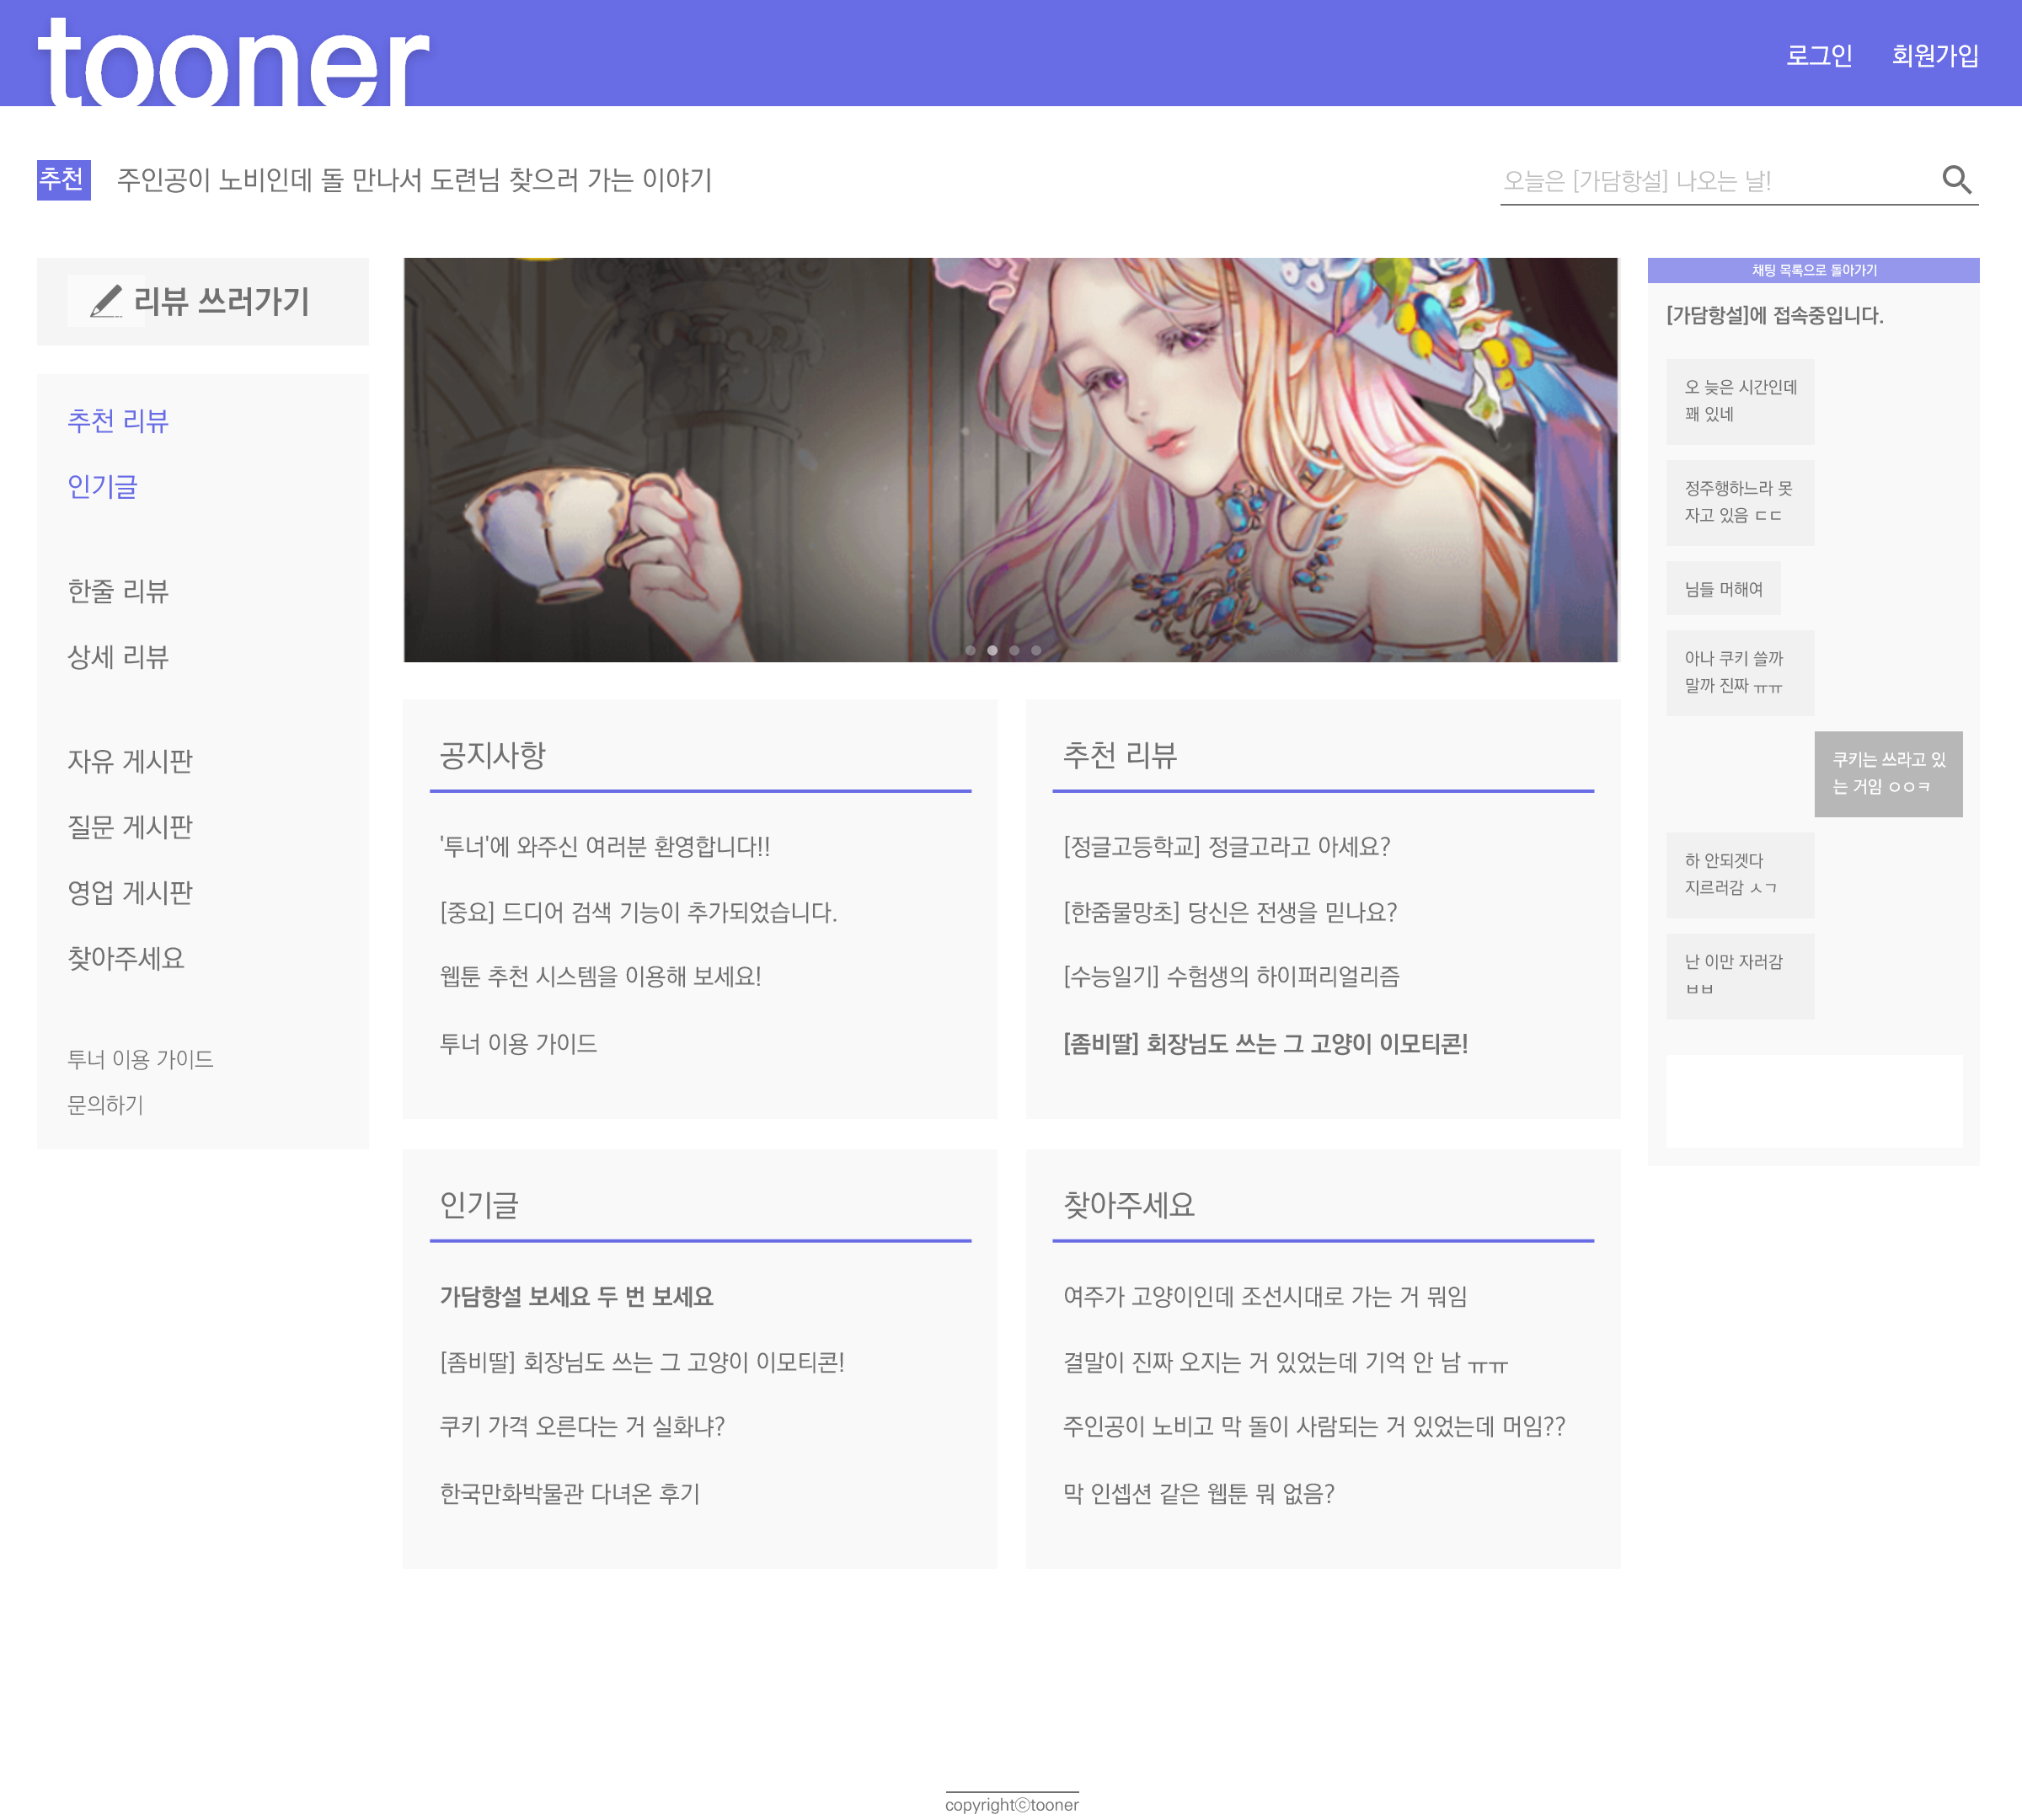 tooner
로그인 회원가입
추천 주인공이 노비인데 돌 만나서 도련님 찾으러 가는 이야기
오늘은 [가담항설] 나오는 날!
리뷰 쓰러가기
추천 리뷰
인기글
한줄 리뷰
상세 리뷰
자유 게시판
질문 게시판
영업 게시판
찾아주세요
투너 이용 가이드
문의하기
공지사항
'투너'에 와주신 여러분 환영합니다!!
[중요] 드디어 검색 기능이 추가되었습니다.
웹툰 추천 시스템을 이용해 보세요!
투너 이용 가이드
추천 리뷰
[정글고등학교] 정글고라고 아세요?
[한줌물망초] 당신은 전생을 믿나요?
[수능일기] 수험생의 하이퍼리얼리즘
[좀비딸] 회장님도 쓰는 그 고양이 이모티콘!
인기글
가담항설 보세요 두 번 보세요
[좀비딸] 회장님도 쓰는 그 고양이 이모티콘!
쿠키 가격 오른다는 거 실화냐?
한국만화박물관 다녀온 후기
찾아주세요
여주가 고양이인데 조선시대로 가는 거 뭐임
결말이 진짜 오지는 거 있었는데 기억 안 남 ㅠㅠ
주인공이 노비고 막 돌이 사람되는 거 있었는데 머임??
막 인셉션 같은 웹툰 뭐 없음?
채팅 목록으로 돌아가기
[가담항설]에 접속중입니다.
오 늦은 시간인데
꽤 있네
정주행하느라 못
자고 있음 ㄷㄷ
님들 머해여
아나 쿠키 쓸까
말까 진짜 ㅠㅠ
쿠키는 쓰라고 있
는 거임 ㅇㅇㅋ
하 안되겟다
지르러감 ㅅㄱ
난 이만 자러감
ㅂㅂ
copyrightⓒtooner